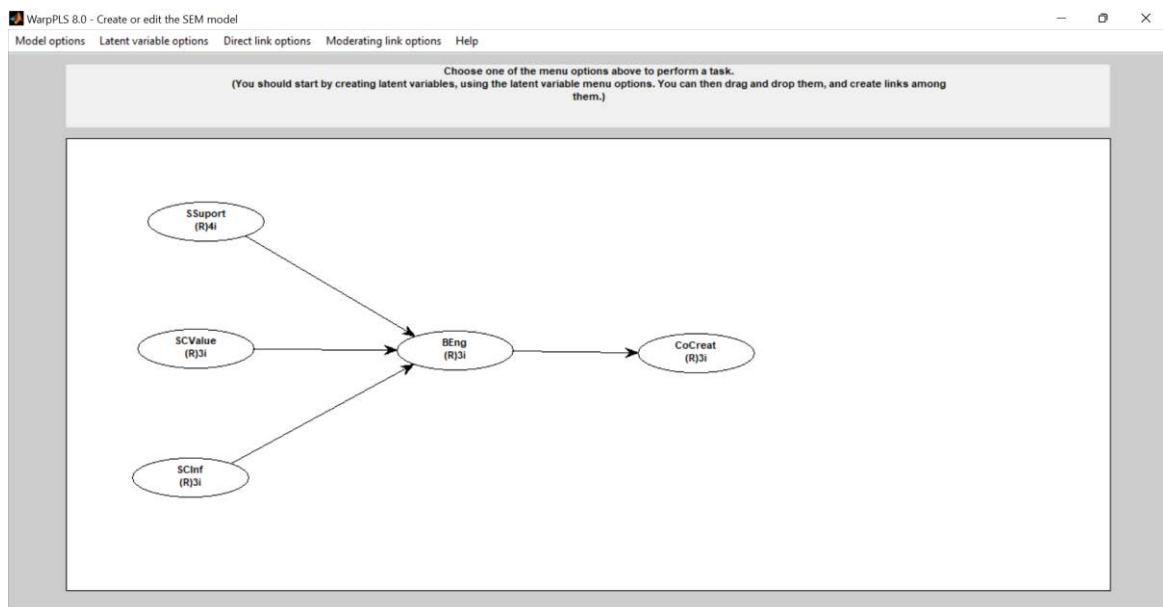 WarpPLS 8.0 - Create or edit the SEM model
Model options Latent variable options Direct link options Moderating link options Help
Choose one of the menu options above to perform a task.
(You should start by creating latent variables, using the latent variable menu options. You can then drag and drop them, and create links among
them.)
SSuport
(R)4i
SCValue
(R)3i
BEng
(R)3i
CoCreat
(R)3i
SCInf
(R)3i